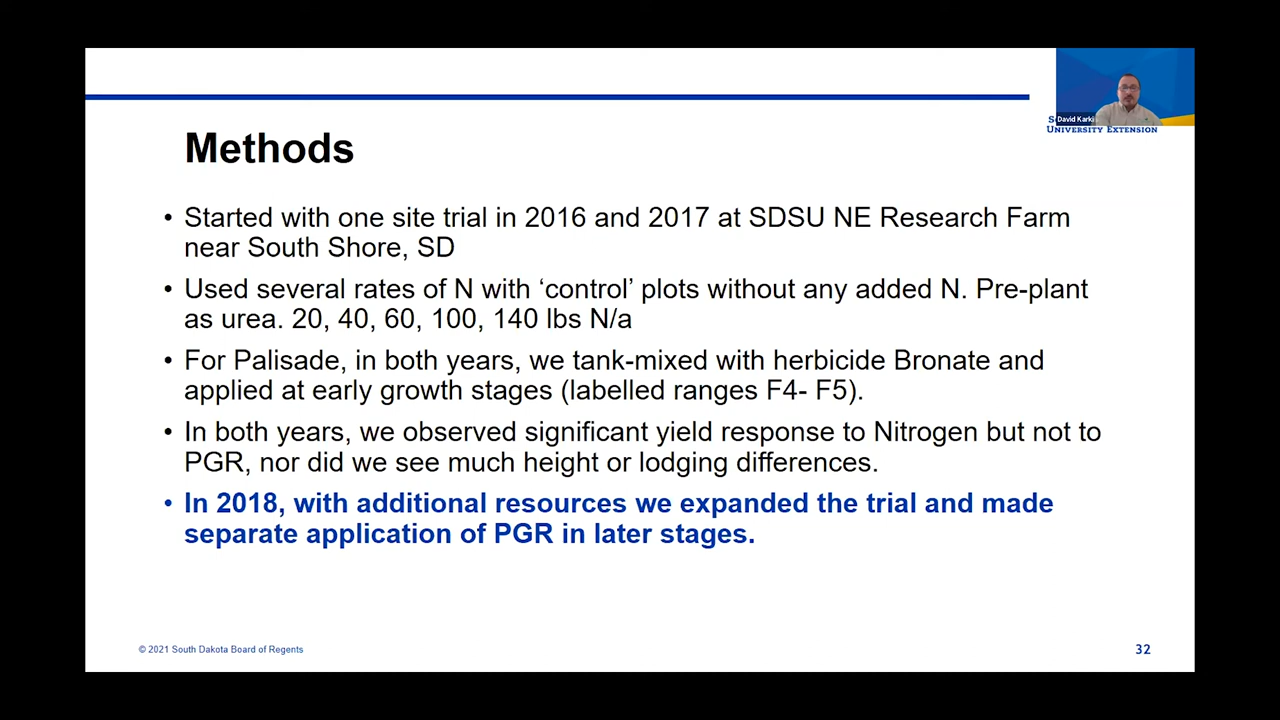 David Karki
UNIVERSITY EXTENSION
Methods
• Started with one site trial in 2016 and 2017 at SDSU NE Research Farm
near South Shore, SD
• Used several rates of N with ‘control’ plots without any added N. Pre-plant
as urea. 20, 40, 60, 100, 140 lbs N/a
• For Palisade, in both years, we tank-mixed with herbicide Bronate and
applied at early growth stages (labelled ranges F4- F5).
• In both years, we observed significant yield response to Nitrogen but not to
PGR, nor did we see much height or lodging differences.
• In 2018, with additional resources we expanded the trial and made
separate application of PGR in later stages.
© 2021 South Dakota Board of Regents
32